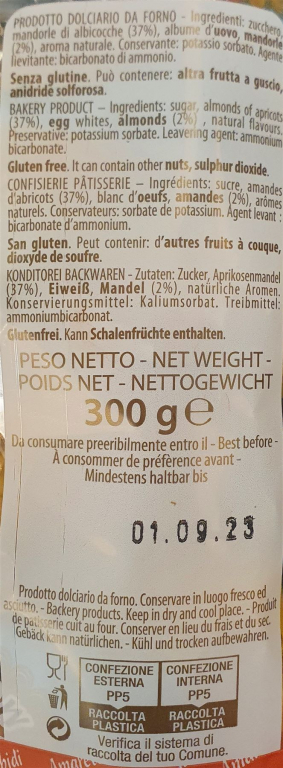 PRODOTTO DOLCIARIO DA FORNO - Ingredienti: zucchero,
mandorle di albicocche (37%), albume d'uovo, mandorle
(2%), aroma naturale. Conservante: potassio sorbato. Agente
lievitante: bicarbonato di ammonio.
Senza glutine. Può contenere: altra frutta a guscio,
anidride solforosa.
BAKERY PRODUCT – Ingredients: sugar, almonds of apricots
(37%), egg whites, almonds (2%) , natural flavours.
Preservative: potassium sorbate. Leavering agent: ammonium
bicarbonate.
Gluten free. It can contain other nuts, sulphur dioxide.
CONFISIERIE PÂTISSERIE – Ingrédients: sucre, amandes
d'abricots (37%), blanc d'oeufs, amandes (2%), arômes
naturels. Conservateurs: sorbate de potassium. Agent levant :
bicarbonate d'ammonium.
San gluten. Peut contenir: d'autres fruits à couque,
dioxyde de soufre.
KONDITOREI BACKWAREN - Zutaten: Zucker, Aprikosenmandel
(37%), Eiweiß, Mandel (2%), natürliche Aromen.
Konservierungsmittel: Kaliumsorbat. Treibmittel:
ammoniumbicarbonat.
Glutenfrei. Kann Schalenfrüchte enthalten.
PESO NETTO - NET WEIGHT -
POIDS NET - NETTOGEWICHT
300 g e
Da consumare preeribilmente entro il - Best before -
À consommer de préfèrence avant -
Mindestens haltbar bis
01.09.23
Prodotto dolciario da forno. Conservare in luogo fresco ed
asciutto. - Backery products. Keep in dry and cool place. - Produit
de patisserie cuit au four. Conserver en lieu du frais et du sec.
Gebäck kann natürlichen. - Kühl und trocken aufbewahren.
CONFEZIONE ESTERNA PP5 CONFEZIONE INTERNA PP5
RACCOLTA PLASTICA RACCOLTA PLASTICA
Verifica il sistema di
raccolta del tuo Comune.